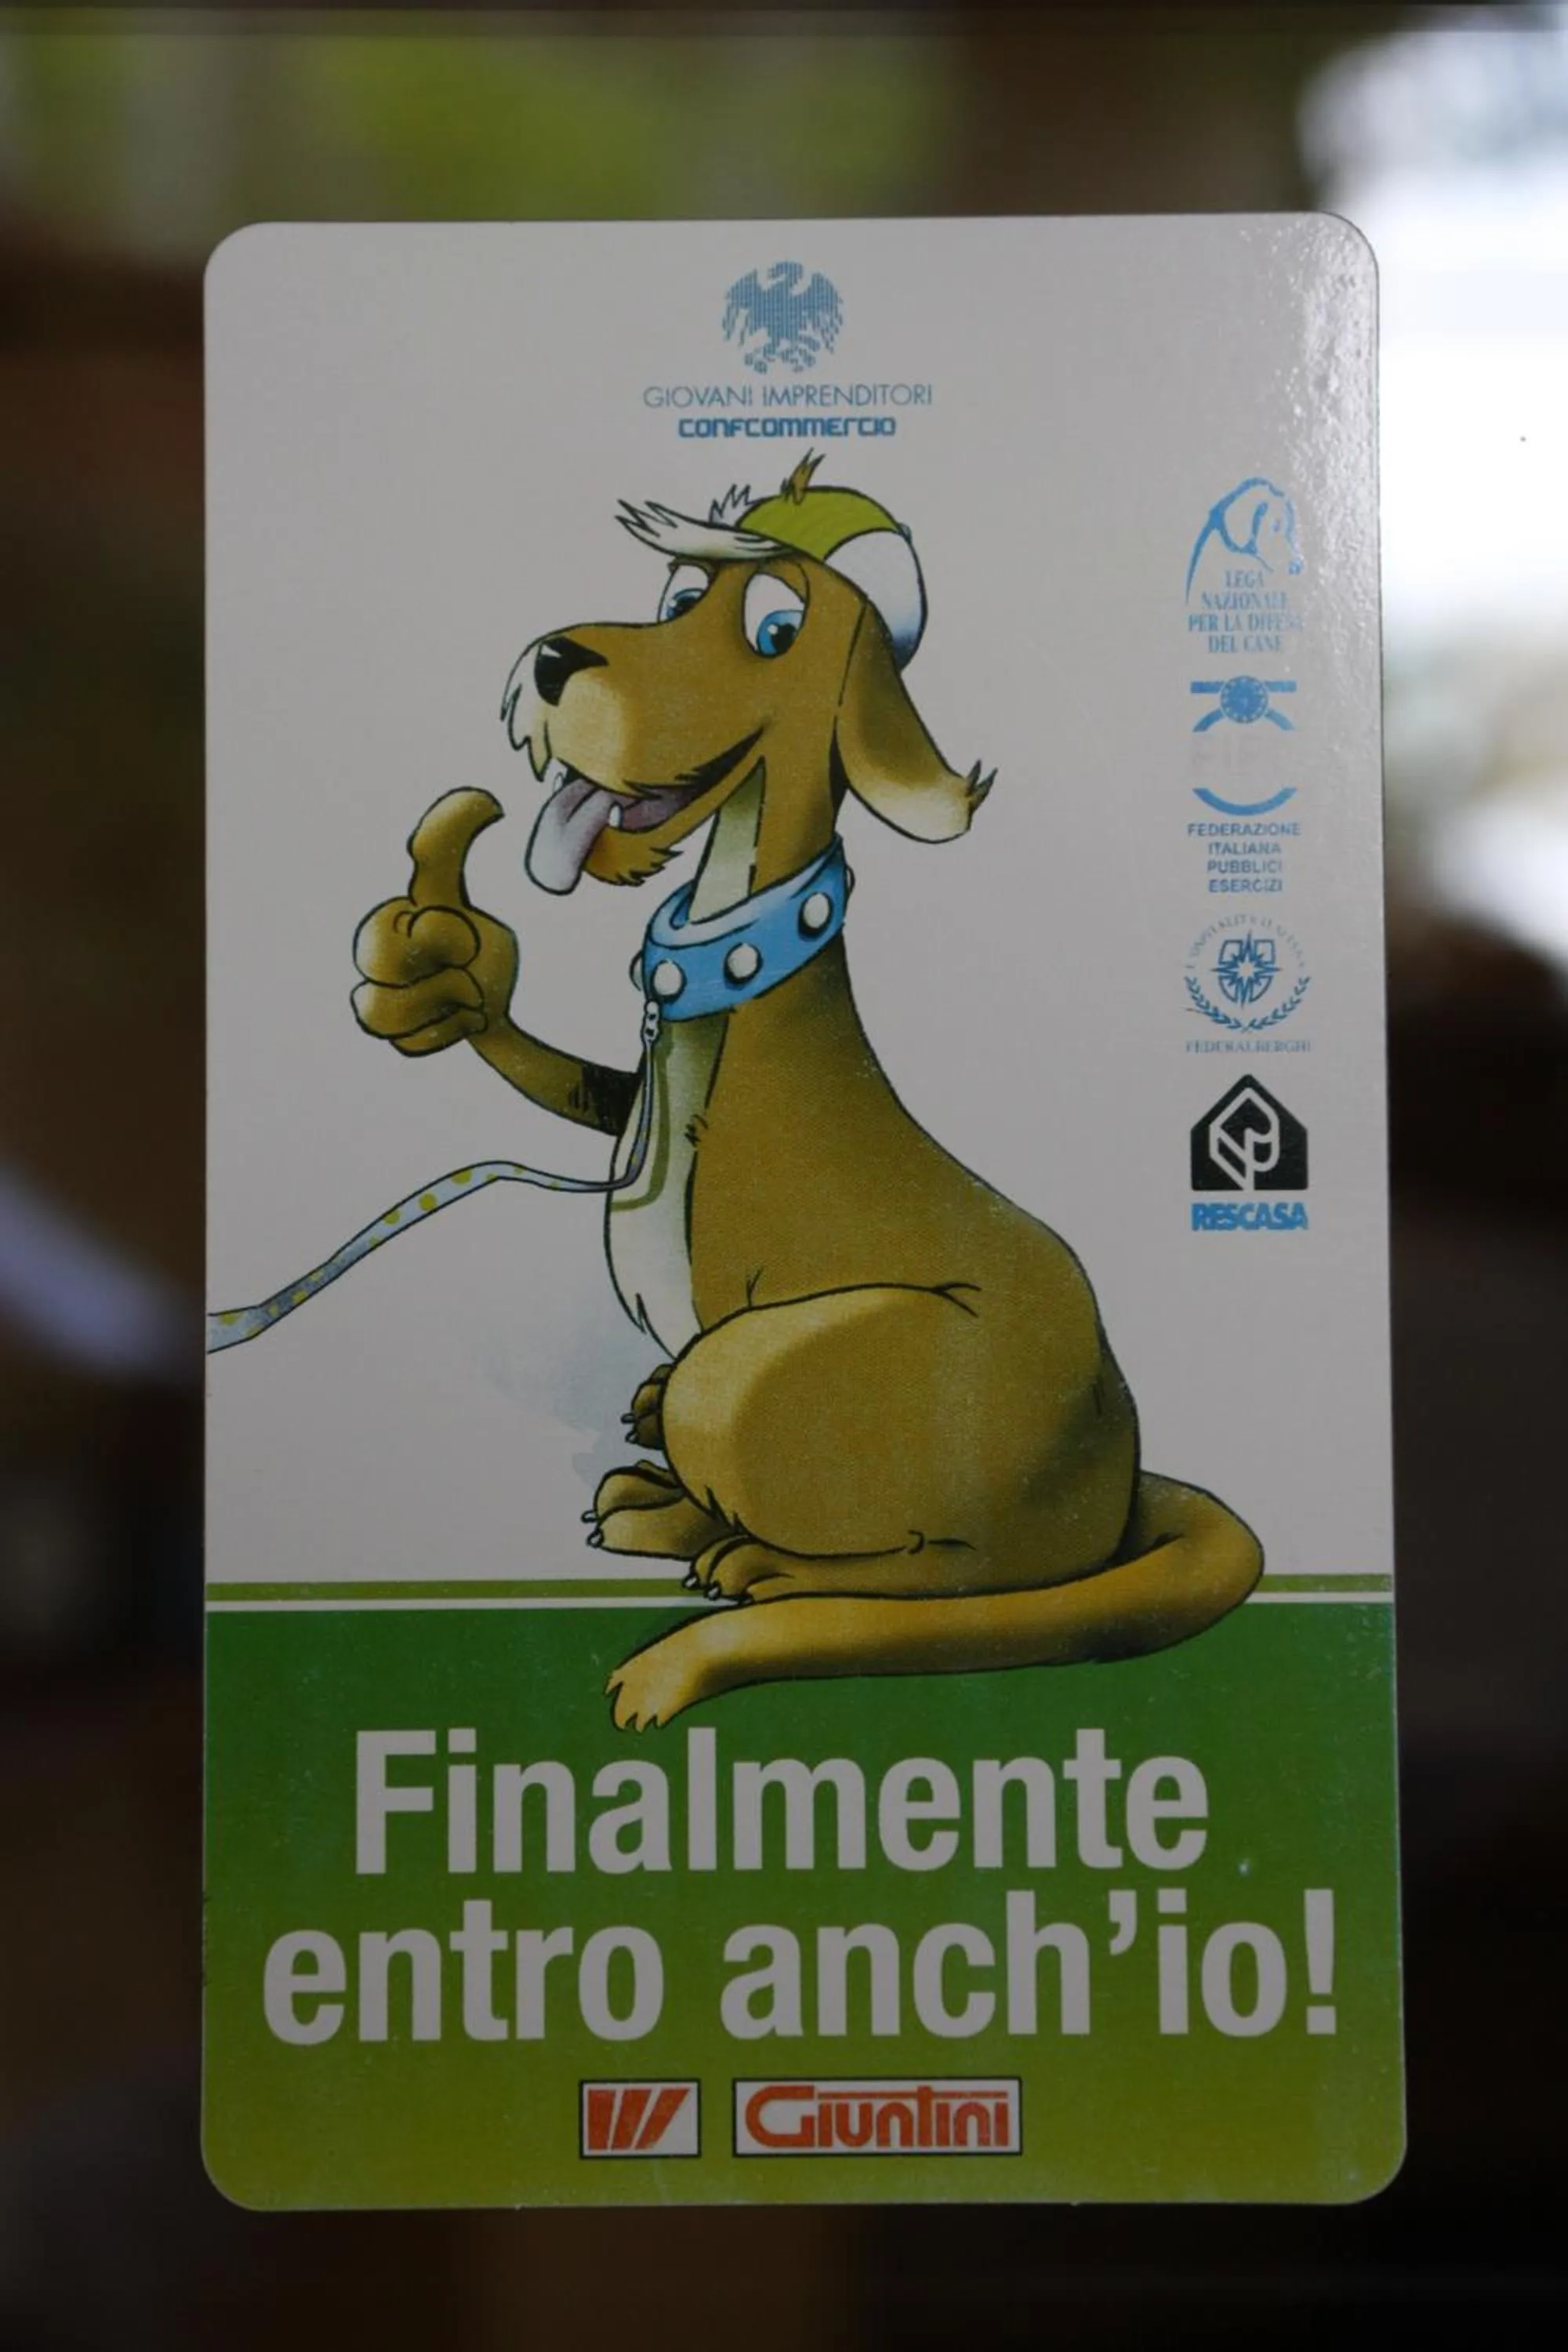 GIOVANI IMPRENDITORI
CONFCOMMERCIO
LEGA
NAZIONALE
PER LA DIFESA
DEL CANE
FEDERAZIONE
ITALIANA
PUBBLICI
ESERCIZI
FEDERALBERGHI
RESCASA
Finalmente
entro anch'io!
Giuntini